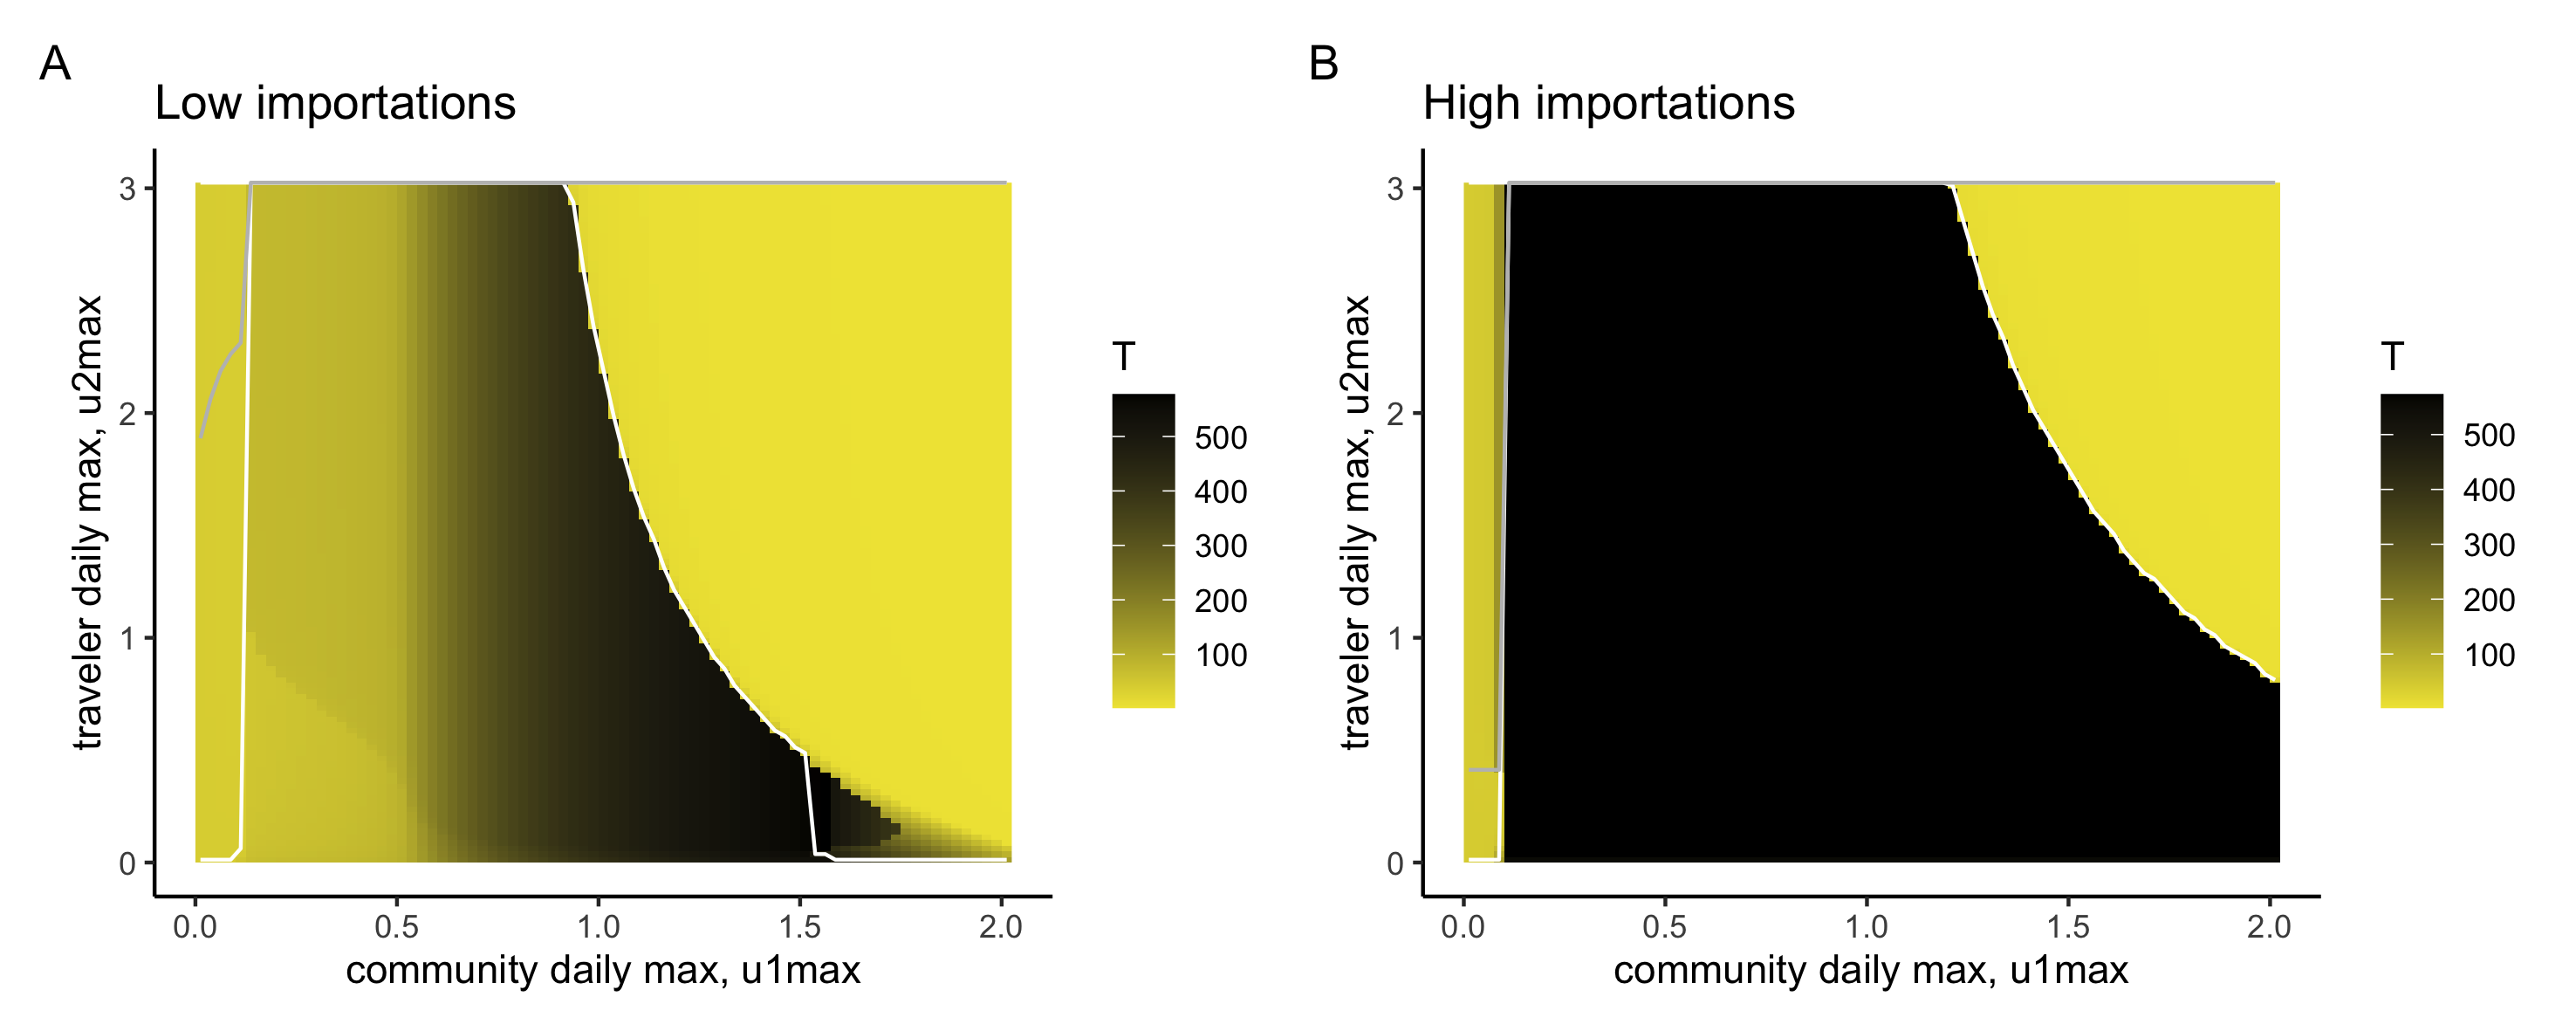 A
Low importations
traveler daily max, u2max
3
2
1
0
0.0 0.5 1.0 1.5 2.0
community daily max, u1max
T
500
400
300
200
100
B
High importations
traveler daily max, u2max
3
2
1
0
0.0 0.5 1.0 1.5 2.0
community daily max, u1max
T
500
400
300
200
100